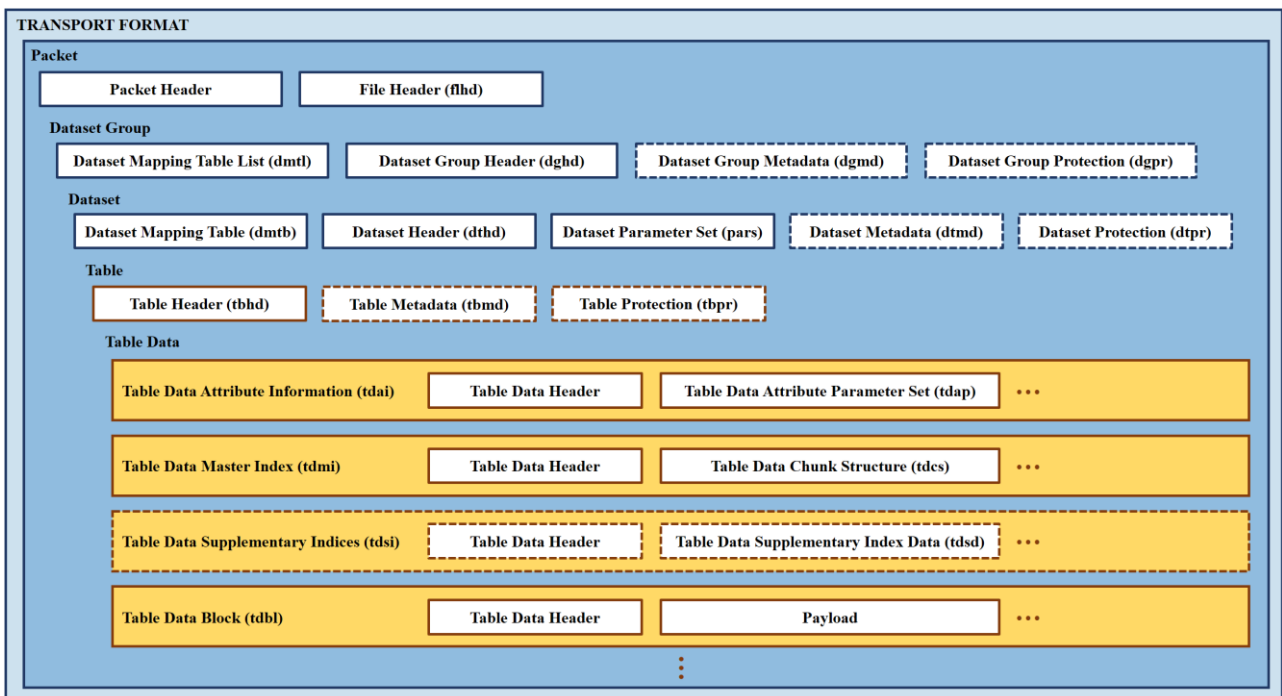 TRANSPORT FORMAT
Packet
Packet Header
File Header (flhd)
Dataset Group
Dataset Mapping Table List (dmtl)
Dataset Group Header (dghd)
Dataset Group Metadata (dgmd)
Dataset Group Protection (dgpr)
Dataset
Dataset Mapping Table (dmtb)
Dataset Header (dthd)
Dataset Parameter Set (pars)
Dataset Metadata (dtmd)
Dataset Protection (dtpr)
Table
Table Header (tbhd)
Table Metadata (tbmd)
Table Protection (tbpr)
Table Data
Table Data Attribute Information (tdai)
Table Data Header
Table Data Attribute Parameter Set (tdap)
Table Data Master Index (tdmi)
Table Data Header
Table Data Chunk Structure (tdcs)
Table Data Supplementary Indices (tdsi)
Table Data Header
Table Data Supplementary Index Data (tdsd)
Table Data Block (tdbl)
Table Data Header
Payload